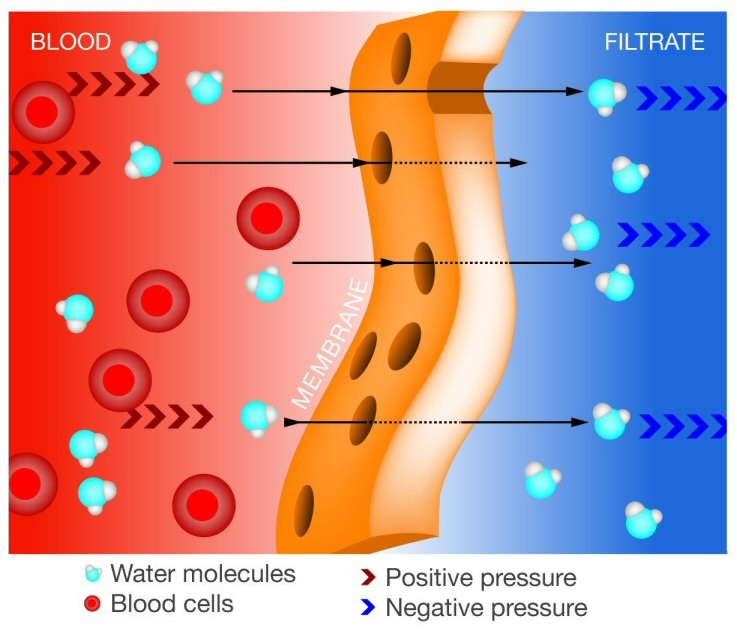 BLOOD
FILTRATE
MEMBRANE
Water molecules
Positive pressure
Blood cells
Negative pressure